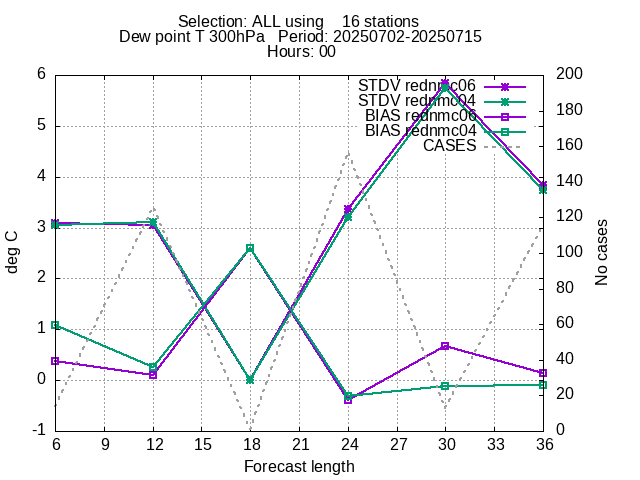 Selection: ALL using    16 stations
Dew point T 300hPa   Period: 20250702-20250715
Hours: 00
STDV rednmc06
STDV rednmc04
BIAS rednmc06
BIAS rednmc04
CASES
deg C
6
5
4
3
2
1
0
-1
200
180
160
140
120
100
80
60
40
20
0
No cases
6 9 12 15 18 21 24 27 30 33 36
Forecast length